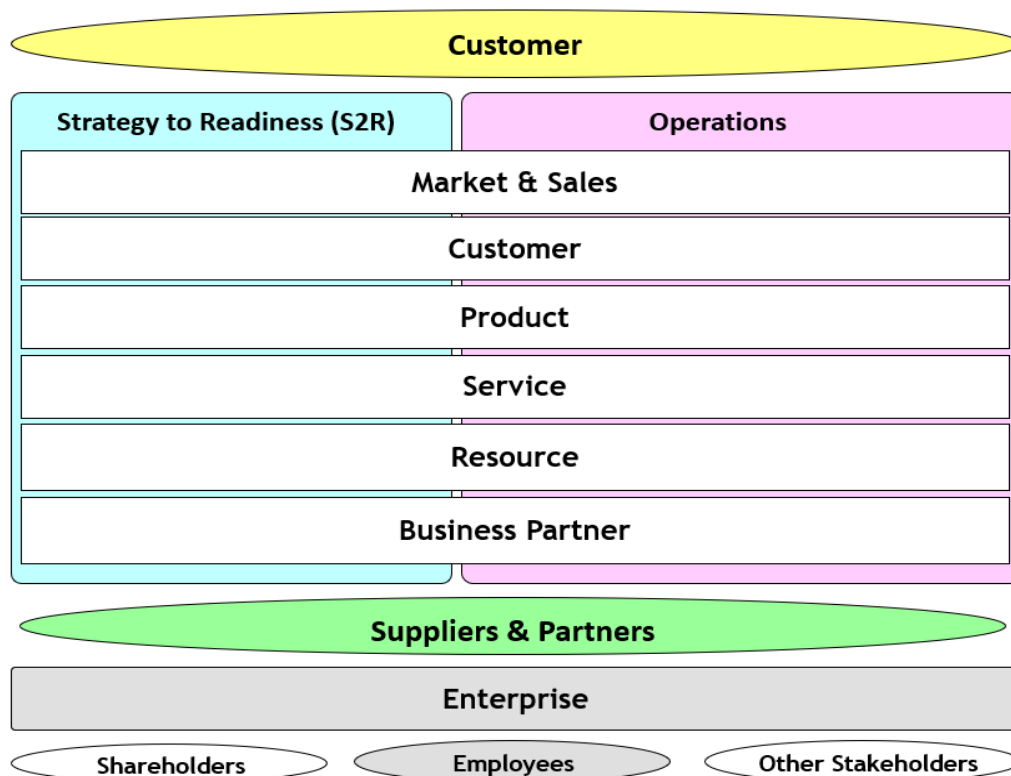 Customer
Strategy to Readiness (S2R)
Operations
Market & Sales
Customer
Product
Service
Resource
Business Partner
Suppliers & Partners
Enterprise
Shareholders
Employees
Other Stakeholders